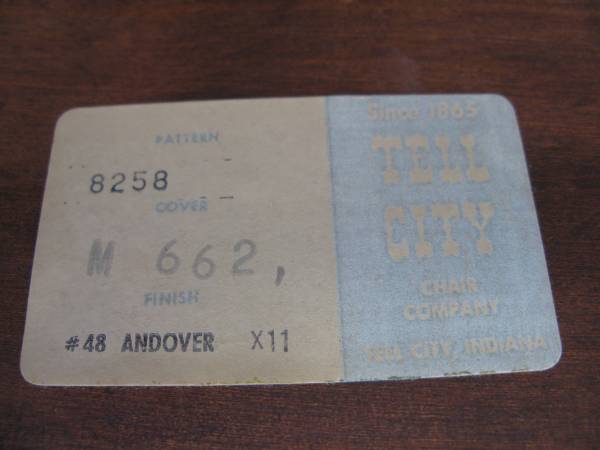 PATTERN
8258
COVER
M 662,
FINISH
#48 ANDOVER X11
Since 1865
TELL
CITY
CHAIR
COMPANY
TELL CITY, INDIANA